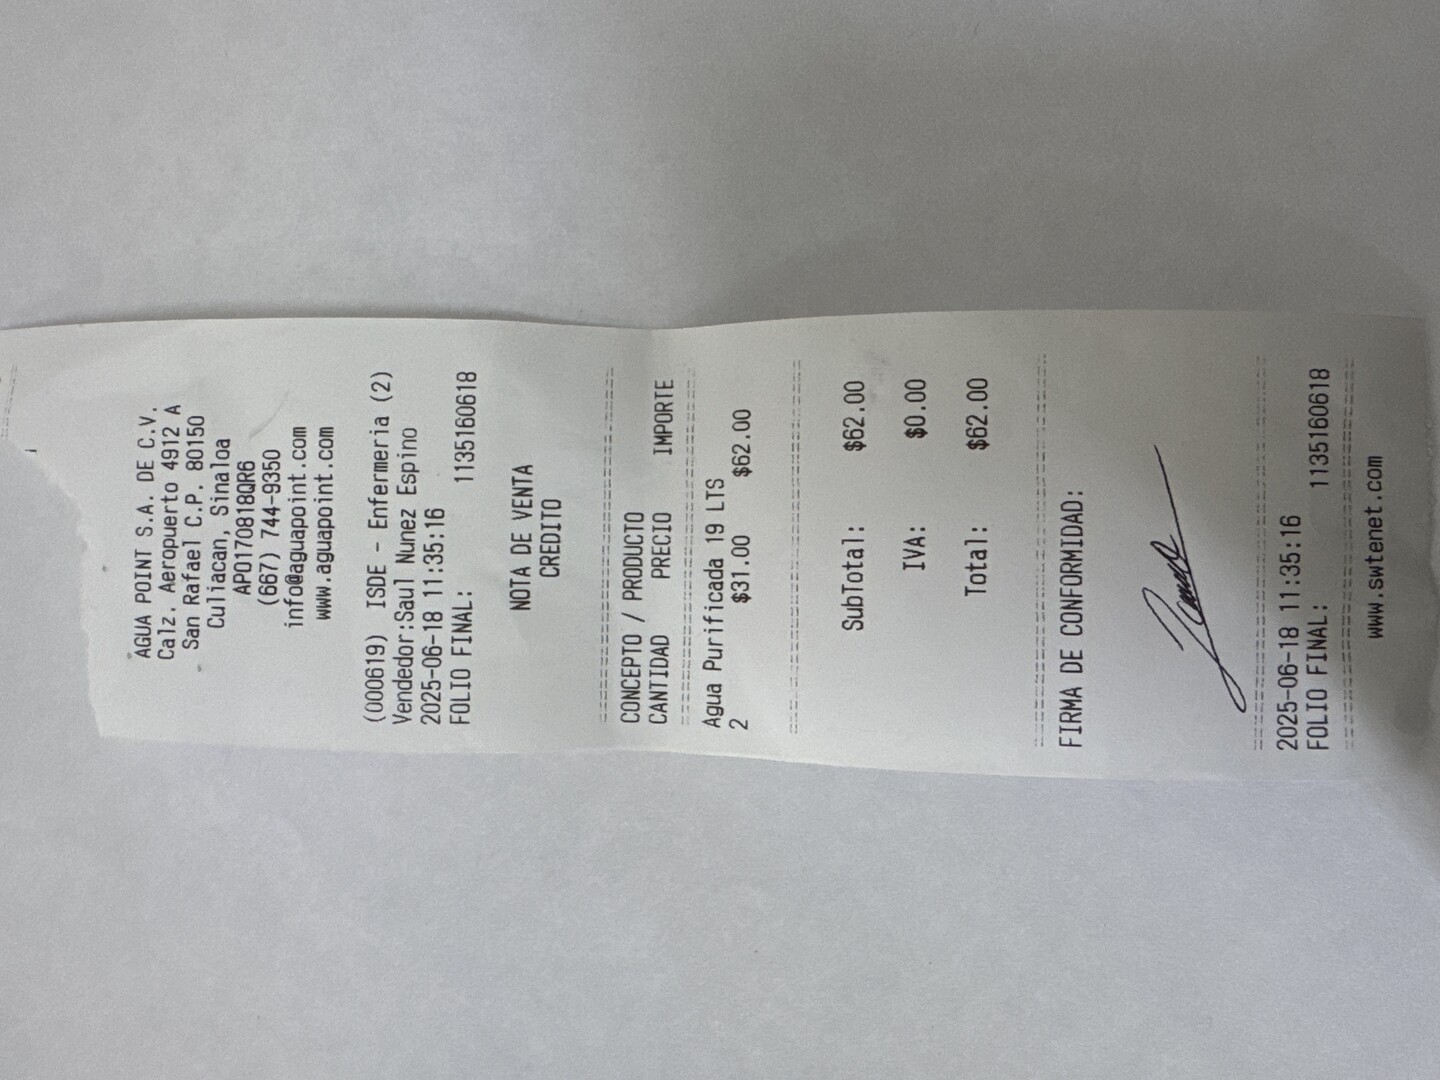 AGUA POINT S.A. DE C.V.
Calz. Aeropuerto 4912 A
San Rafael C.P. 80150
Culiacan, Sinaloa
APO170818QR6
(667) 744-9350
info@aguapoint.com
www.aguapoint.com
(000619) ISDE - Enfermeria (2)
Vendedor:Saul Nunez Espino
2025-06-18 11:35:16
FOLIO FINAL: 1135160618
NOTA DE VENTA
CREDITO
CONCEPTO / PRODUCTO
CANTIDAD PRECIO IMPORTE
Agua Purificada 19 LTS
2 $31.00 $62.00
SubTotal: $62.00
IVA: $0.00
Total: $62.00
FIRMA DE CONFORMIDAD:
2025-06-18 11:35:16
FOLIO FINAL: 1135160618
www.swtenet.com